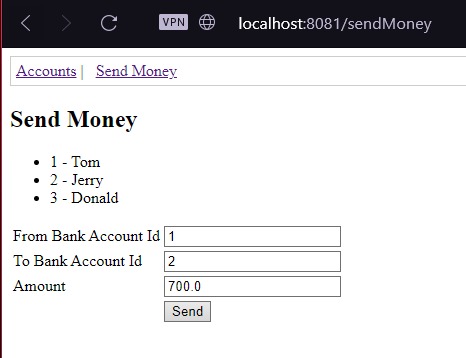 VPN localhost:8081/sendMoney
Accounts | Send Money
Send Money
1 - Tom
2 - Jerry
3 - Donald
From Bank Account Id 1
To Bank Account Id 2
Amount 700.0
Send